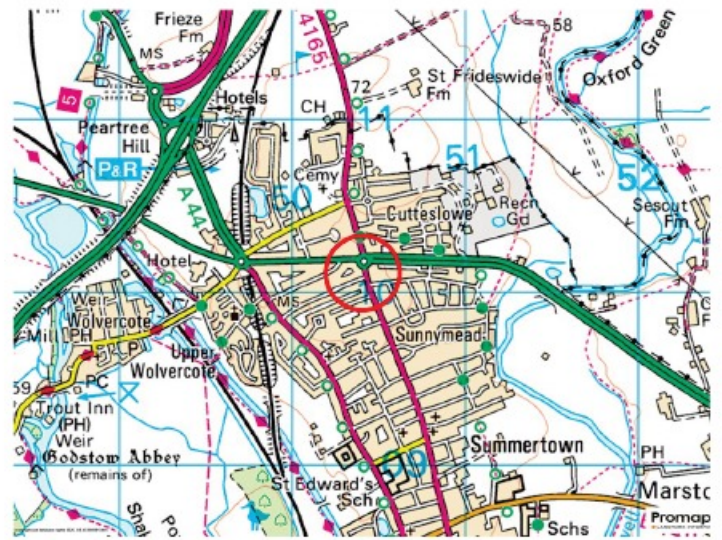 Frieze
Fm
MS
4165
58
Oxford Green
5
Hotels
72
St Frideswide
Fm
CH
11
Peartree
Hill
P&R
Cemy
51
52
50
A 44
Cutteslowe
Recn
Gd
Sescut
Fm
Hotel
10
Weir
MS
Mill
Wolvercote
PH
Sunnymead
Upper
Wolvercote
59
PC
Trout Inn
(PH)
Weir
Godstow Abbey
(remains of)
99
Summertown
PH
St Edward's
Sch
Promap
Schs